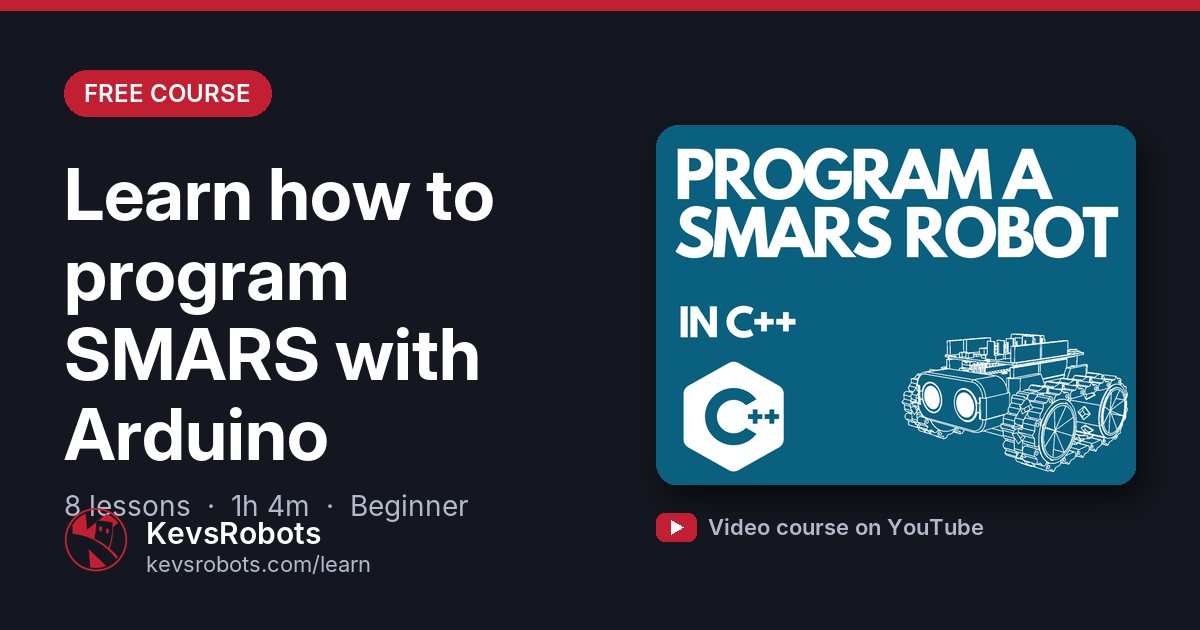 FREE COURSE
Learn how to
program
SMARS with
Arduino
8 lessons · 1h 4m · Beginner
KevsRobots
kevsrobots.com/learn
PROGRAM A
SMARS ROBOT
IN C++
C++
Video course on YouTube